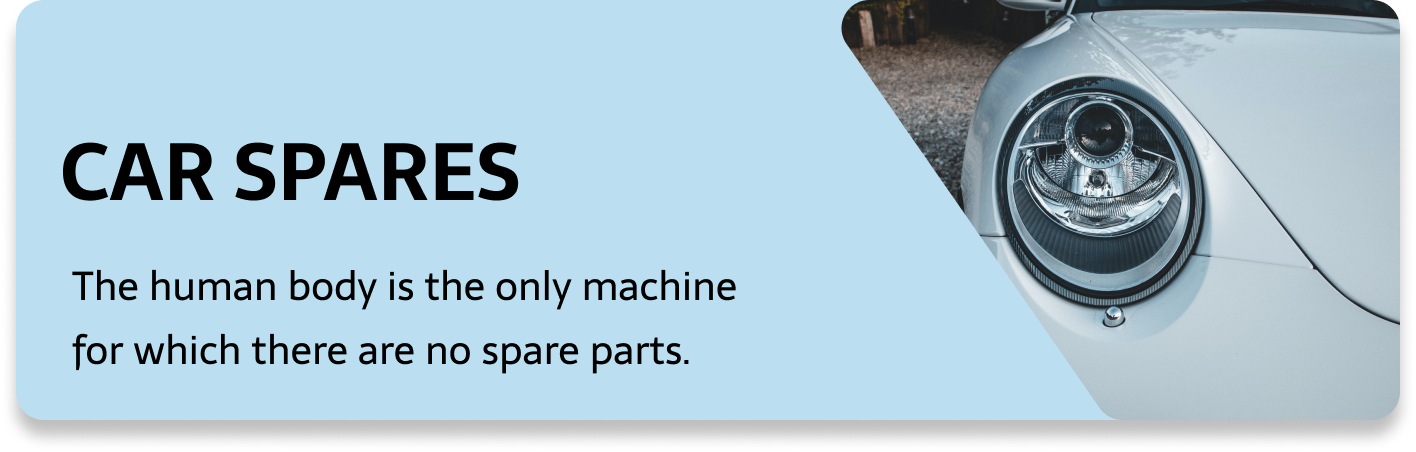 CAR SPARES
The human body is the only machine
for which there are no spare parts.